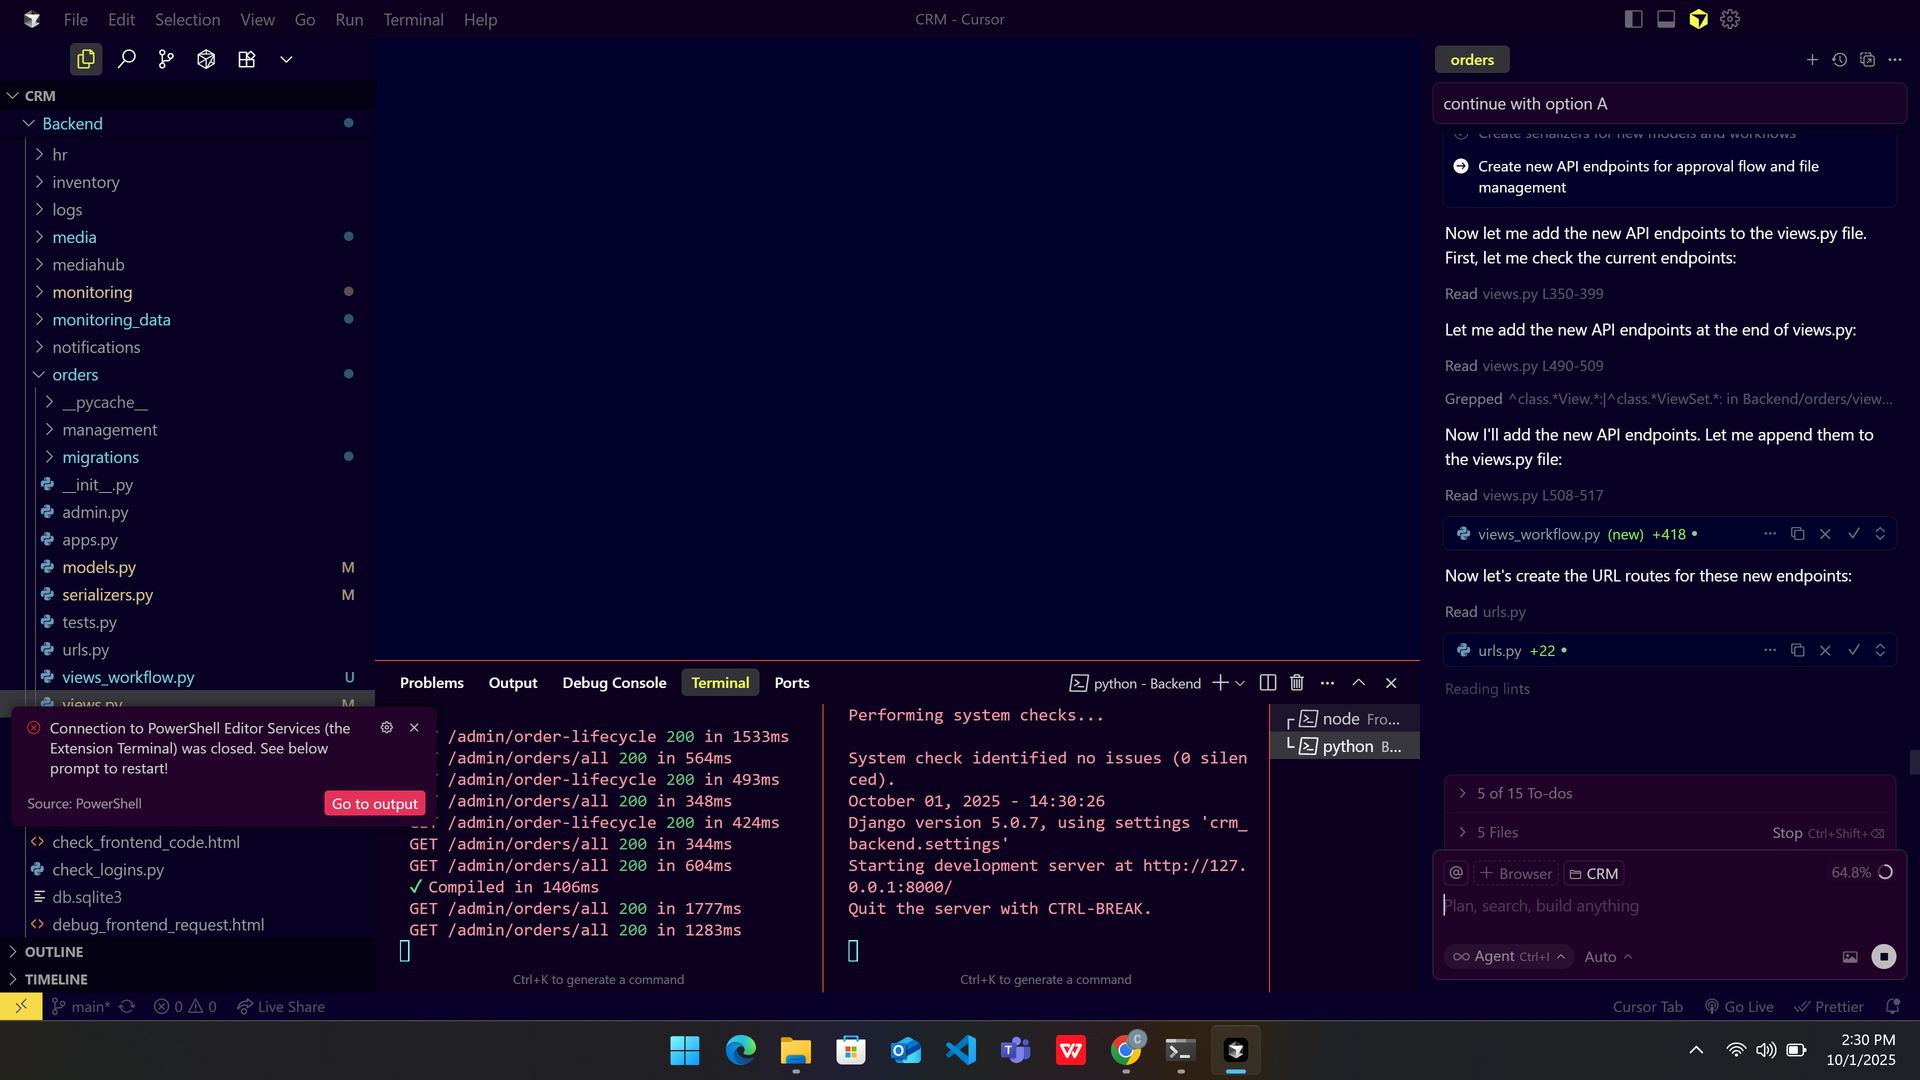 File Edit Selection View Go Run Terminal Help
CRM - Cursor
CRM
Backend
hr
inventory
logs
media
mediahub
monitoring
monitoring_data
notifications
orders
__pycache__
management
migrations
__init__.py
admin.py
apps.py
models.py M
serializers.py M
tests.py
urls.py
views_workflow.py U
views.py M
Connection to PowerShell Editor Services (the
Extension Terminal) was closed. See below
prompt to restart!
Source: PowerShell
Go to output
check_frontend_code.html
check_logins.py
db.sqlite3
debug_frontend_request.html
OUTLINE
TIMELINE
Problems Output Debug Console Terminal Ports
python - Backend
/admin/order-lifecycle 200 in 1533ms
/admin/orders/all 200 in 564ms
/admin/order-lifecycle 200 in 493ms
/admin/orders/all 200 in 348ms
/admin/order-lifecycle 200 in 424ms
GET /admin/orders/all 200 in 344ms
GET /admin/orders/all 200 in 604ms
✓ Compiled in 1406ms
GET /admin/orders/all 200 in 1777ms
GET /admin/orders/all 200 in 1283ms
Ctrl+K to generate a command
Performing system checks...
System check identified no issues (0 silen
ced).
October 01, 2025 - 14:30:26
Django version 5.0.7, using settings 'crm_
backend.settings'
Starting development server at http://127.
0.0.1:8000/
Quit the server with CTRL-BREAK.
Ctrl+K to generate a command
node Fro...
python B...
orders
continue with option A
Create serializers for new models and workflows
Create new API endpoints for approval flow and file
management
Now let me add the new API endpoints to the views.py file.
First, let me check the current endpoints:
Read views.py L350-399
Let me add the new API endpoints at the end of views.py:
Read views.py L490-509
Grepped ^class.*View.*:|^class.*ViewSet.*: in Backend/orders/view...
Now I'll add the new API endpoints. Let me append them to
the views.py file:
Read views.py L508-517
views_workflow.py (new) +418 •
Now let's create the URL routes for these new endpoints:
Read urls.py
urls.py +22 •
Reading lints
5 of 15 To-dos
5 Files
Stop Ctrl+Shift+⌫
@ + Browser CRM 64.8%
Plan, search, build anything
∞ Agent Ctrl+I Auto
main* 0 0 Live Share
Cursor Tab Go Live Prettier
C
2:30 PM
10/1/2025